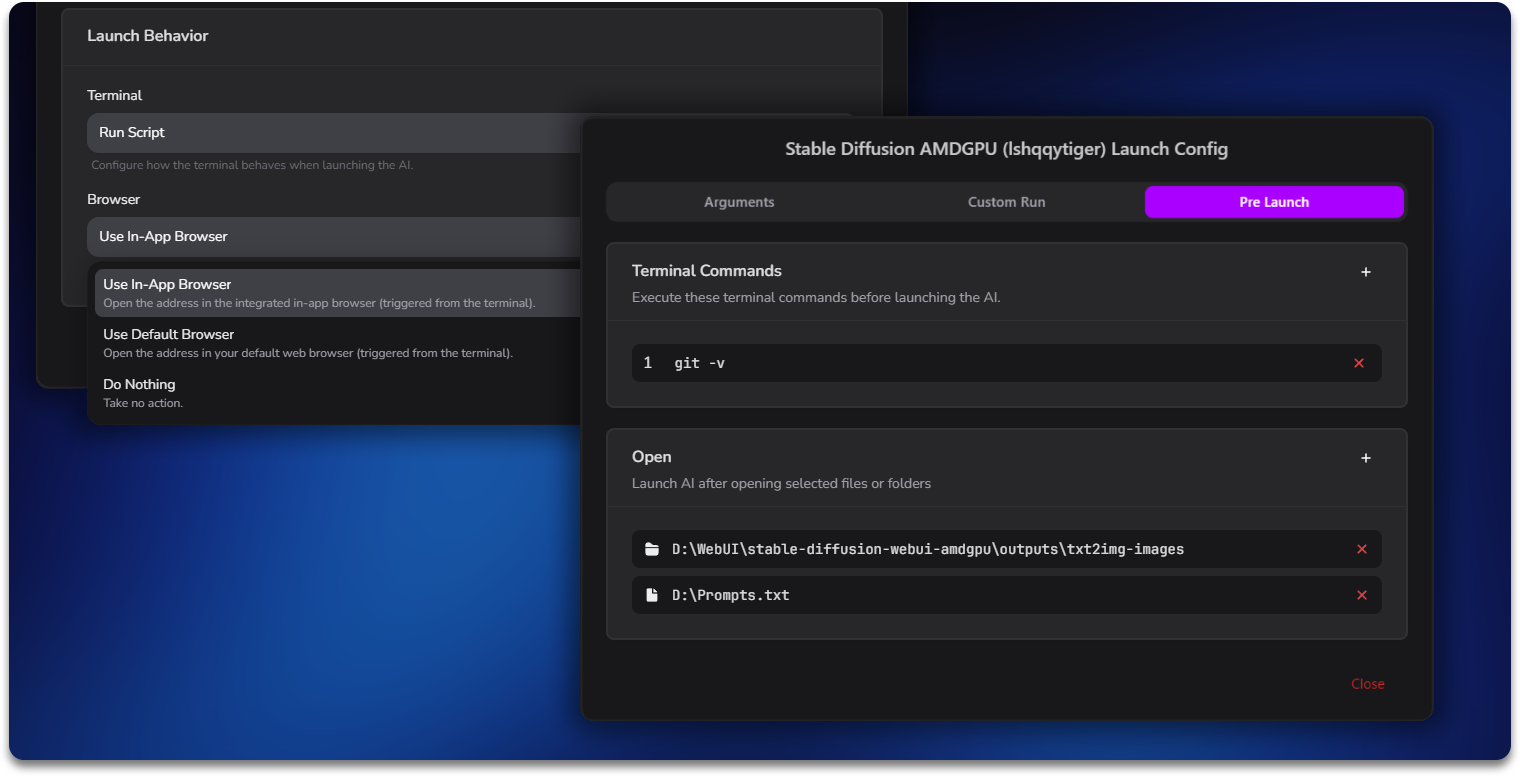 Launch Behavior
Terminal
Run Script
Configure how the terminal behaves when launching the AI.
Browser
Use In-App Browser
Use In-App Browser
Open the address in the integrated in-app browser (triggered from the terminal).
Use Default Browser
Open the address in your default web browser (triggered from the terminal).
Do Nothing
Take no action.
Stable Diffusion AMDGPU (lshqqytiger) Launch Config
Arguments Custom Run Pre Launch
Terminal Commands +
Execute these terminal commands before launching the AI.
1 git -v
Open +
Launch AI after opening selected files or folders
D:\WebUI\stable-diffusion-webui-amdgpu\outputs\txt2img-images
D:\Prompts.txt
Close